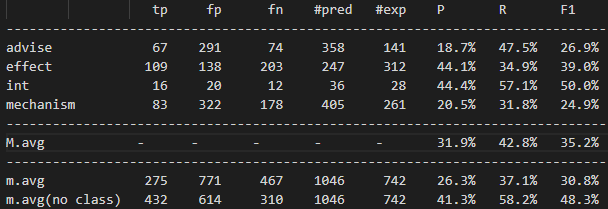 tp fp fn #pred #exp P R F1
------------------------------------------------------------------------------
advise 67 291 74 358 141 18.7% 47.5% 26.9%
effect 109 138 203 247 312 44.1% 34.9% 39.0%
int 16 20 12 36 28 44.4% 57.1% 50.0%
mechanism 83 322 178 405 261 20.5% 31.8% 24.9%
------------------------------------------------------------------------------
M.avg - - - - - 31.9% 42.8% 35.2%
------------------------------------------------------------------------------
m.avg 275 771 467 1046 742 26.3% 37.1% 30.8%
m.avg(no class) 432 614 310 1046 742 41.3% 58.2% 48.3%